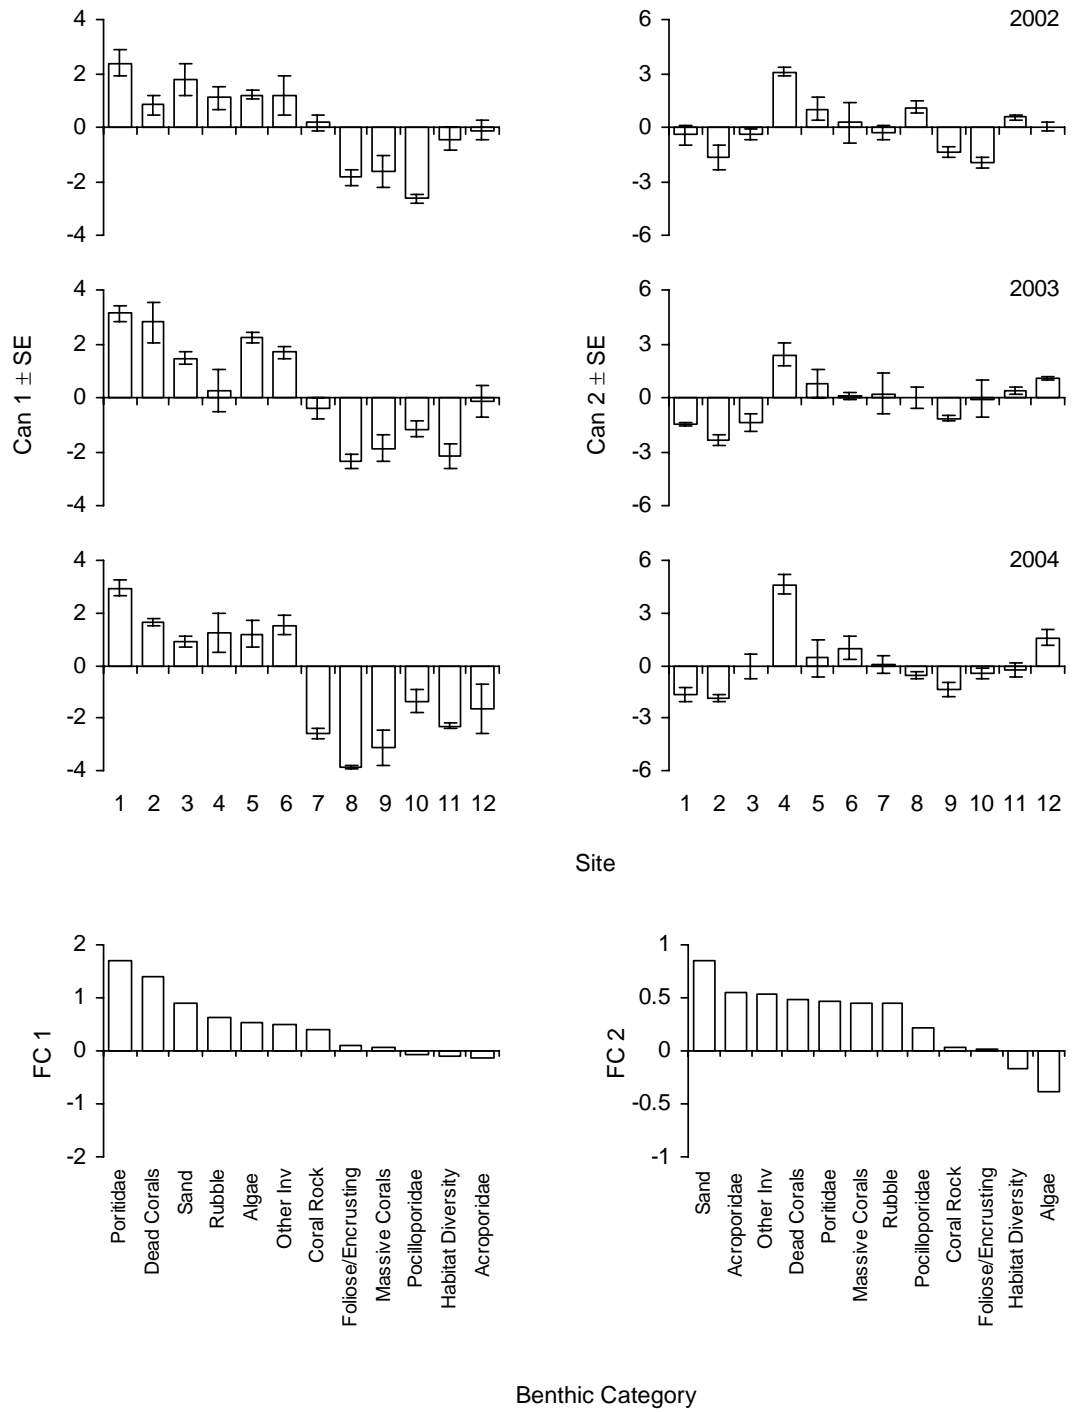 4
2
0
-2
-4
6
3
0
-3
-6
2002
4
2
0
-2
-4
Can 1 ± SE
6
3
0
-3
-6
Can 2 ± SE
2003
4
2
0
-2
-4
1 2 3 4 5 6 7 8 9 10 11 12
6
3
0
-3
-6
2004
1 2 3 4 5 6 7 8 9 10 11 12
Site
2
1
0
-1
-2
FC 1
Poritidae
Dead Corals
Sand
Rubble
Algae
Other Inv
Coral Rock
Foliose/Encrusting
Massive Corals
Pocilloporidae
Habitat Diversity
Acroporidae
1
0.5
0
-0.5
-1
FC 2
Sand
Acroporidae
Other Inv
Dead Corals
Poritidae
Massive Corals
Rubble
Pocilloporidae
Coral Rock
Foliose/Encrusting
Habitat Diversity
Algae
Benthic Category